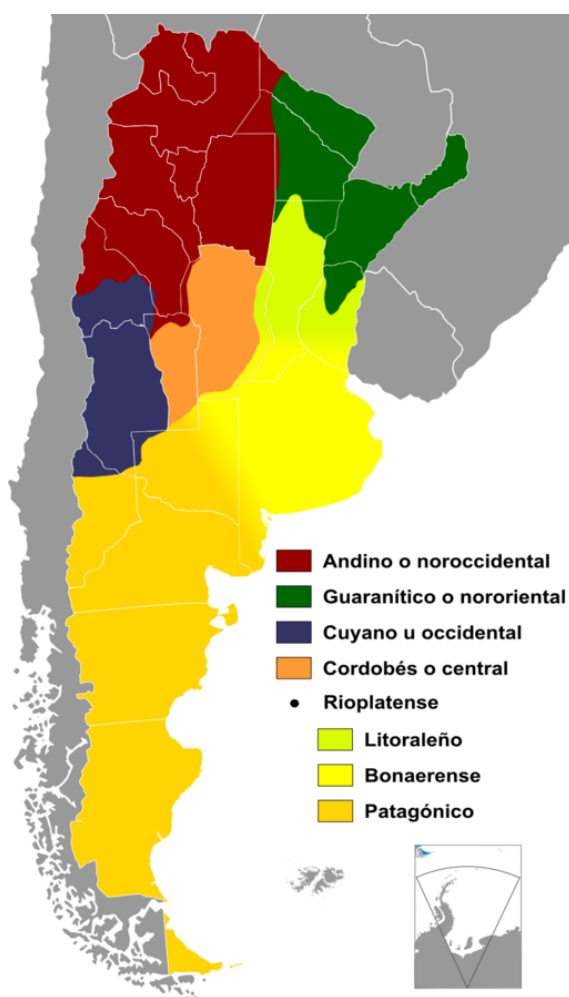 Andino o noroccidental
Guaranítico o nororiental
Cuyano u occidental
Cordobés o central
Rioplatense
Litoraleño
Bonaerense
Patagónico